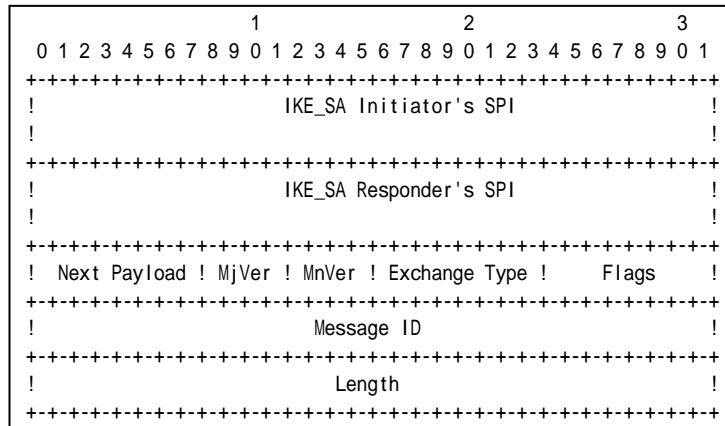 1 2 3
0 1 2 3 4 5 6 7 8 9 0 1 2 3 4 5 6 7 8 9 0 1 2 3 4 5 6 7 8 9 0 1
+-+-+-+-+-+-+-+-+-+-+-+-+-+-+-+-+-+-+-+-+-+-+-+-+-+-+-+-+-+-+-+-+
! IKE_SA Initiator's SPI !
! !
+-+-+-+-+-+-+-+-+-+-+-+-+-+-+-+-+-+-+-+-+-+-+-+-+-+-+-+-+-+-+-+-+
! IKE_SA Responder's SPI !
! !
+-+-+-+-+-+-+-+-+-+-+-+-+-+-+-+-+-+-+-+-+-+-+-+-+-+-+-+-+-+-+-+-+
! Next Payload ! MjVer ! MnVer ! Exchange Type ! Flags !
+-+-+-+-+-+-+-+-+-+-+-+-+-+-+-+-+-+-+-+-+-+-+-+-+-+-+-+-+-+-+-+-+
! Message ID !
+-+-+-+-+-+-+-+-+-+-+-+-+-+-+-+-+-+-+-+-+-+-+-+-+-+-+-+-+-+-+-+-+
! Length !
+-+-+-+-+-+-+-+-+-+-+-+-+-+-+-+-+-+-+-+-+-+-+-+-+-+-+-+-+-+-+-+-+